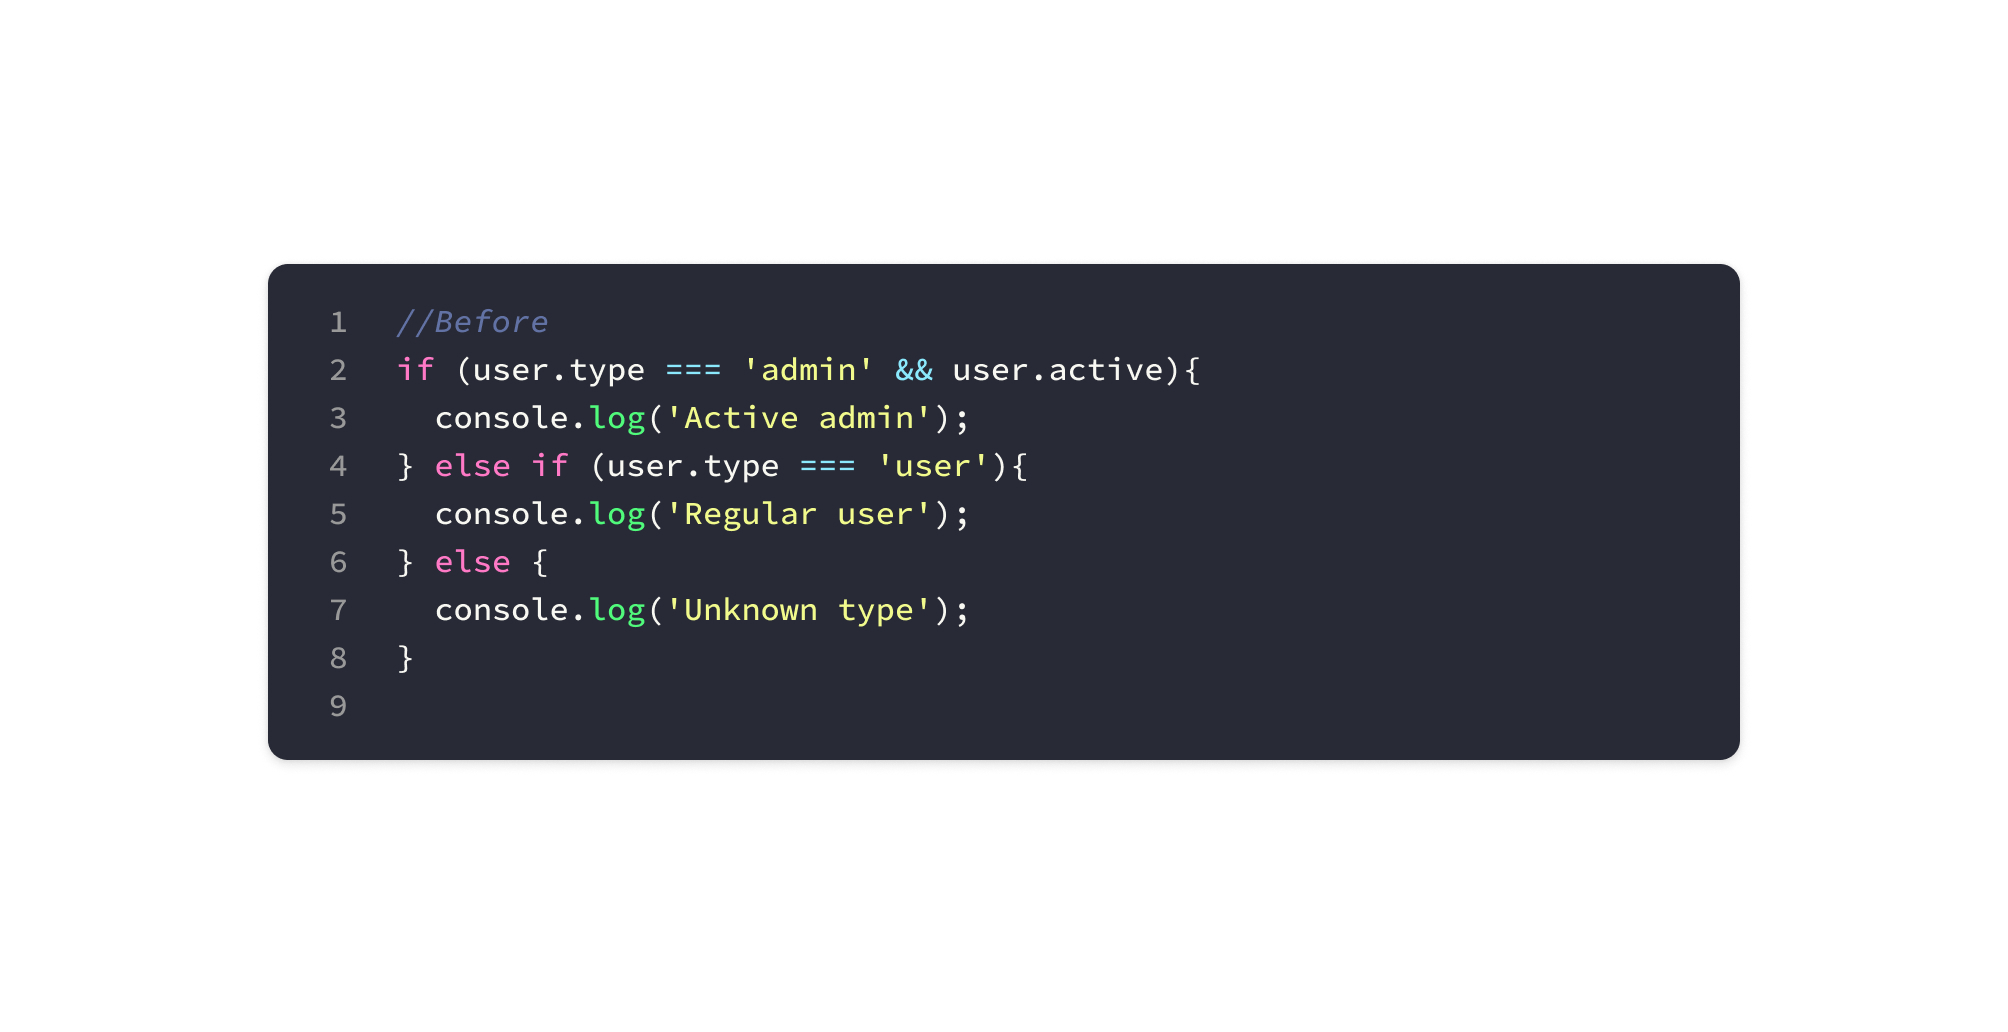 1 //Before
2 if (user.type === 'admin' && user.active){
3   console.log('Active admin');
4 } else if (user.type === 'user'){
5   console.log('Regular user');
6 } else {
7   console.log('Unknown type');
8 }
9